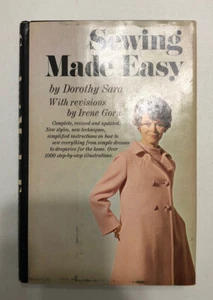 Sewing
Made Easy
by Dorothy Sara
With revisions
by Irene Gora
Complete, revised and updated.
New styles, new techniques,
simplified instructions on how to
sew everything from simple dresses
to draperies for the home. Over
1000 step-by-step illustrations.